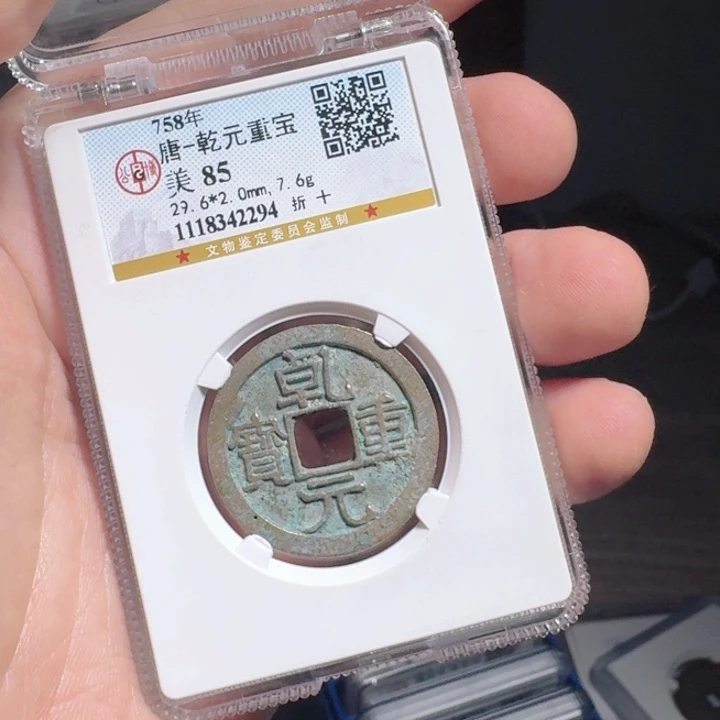 758年
唐-乾元重宝
美 85
29.6*2.0mm, 7.6g 折十
1118342294
★ 文物鉴定委员会监制 ★
乾元重寶